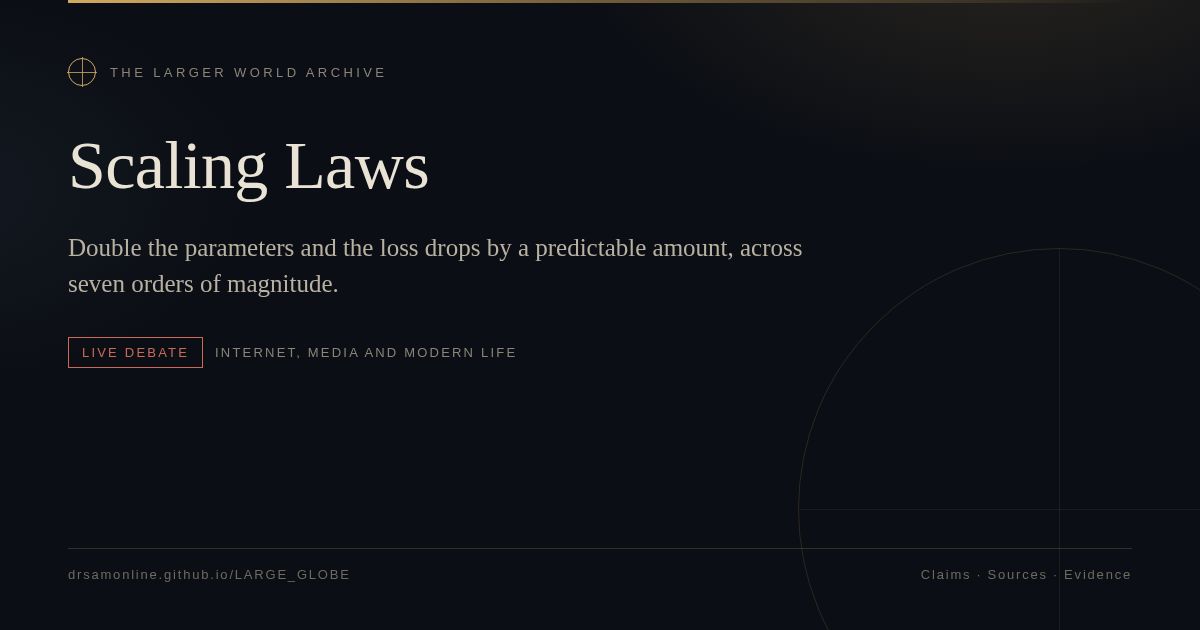 THE LARGER WORLD ARCHIVE
Scaling Laws
Double the parameters and the loss drops by a predictable amount, across
seven orders of magnitude.
LIVE DEBATE
INTERNET, MEDIA AND MODERN LIFE
drsamonline.github.io/LARGE_GLOBE
Claims · Sources · Evidence